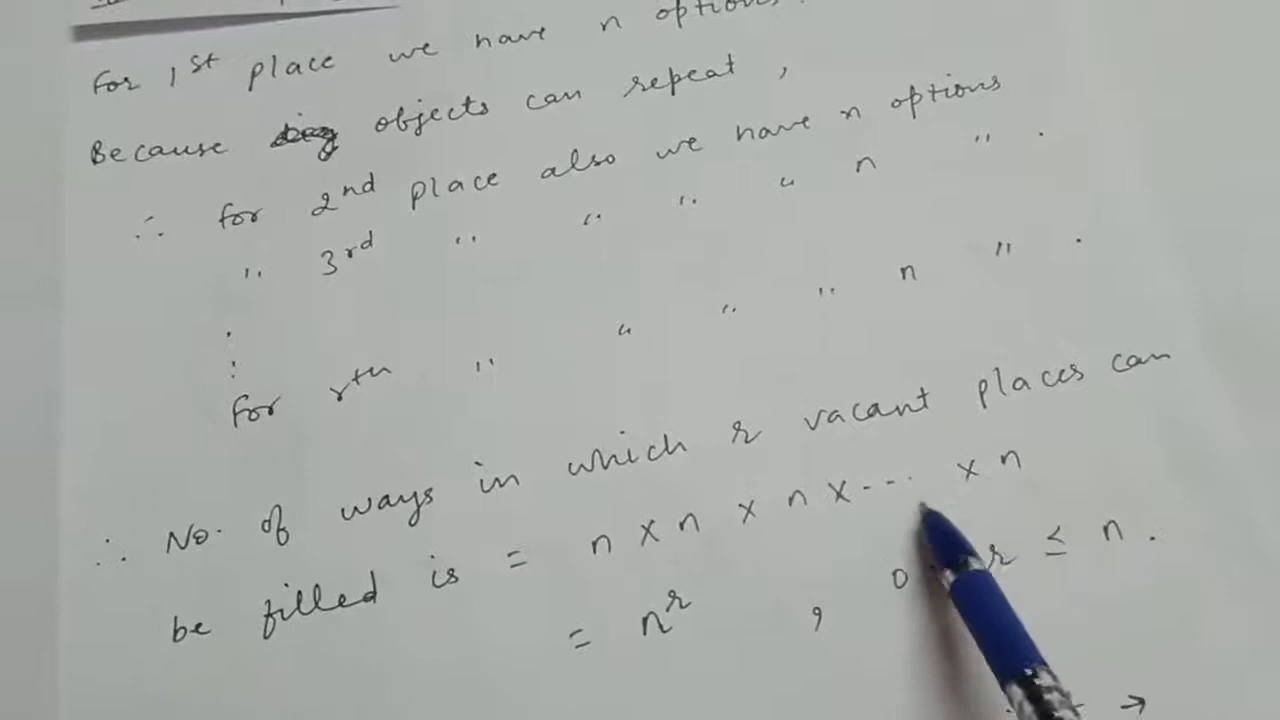 For 1st place we have n options.
Because objects can repeat,
∴ for 2nd place also we have n options
" 3rd " " " " n " .
:
For rth " " " " n " .
∴ No. of ways in which r vacant places can
be filled is = n x n x n x --- x n
= n^r , 0 r ≤ n .
→